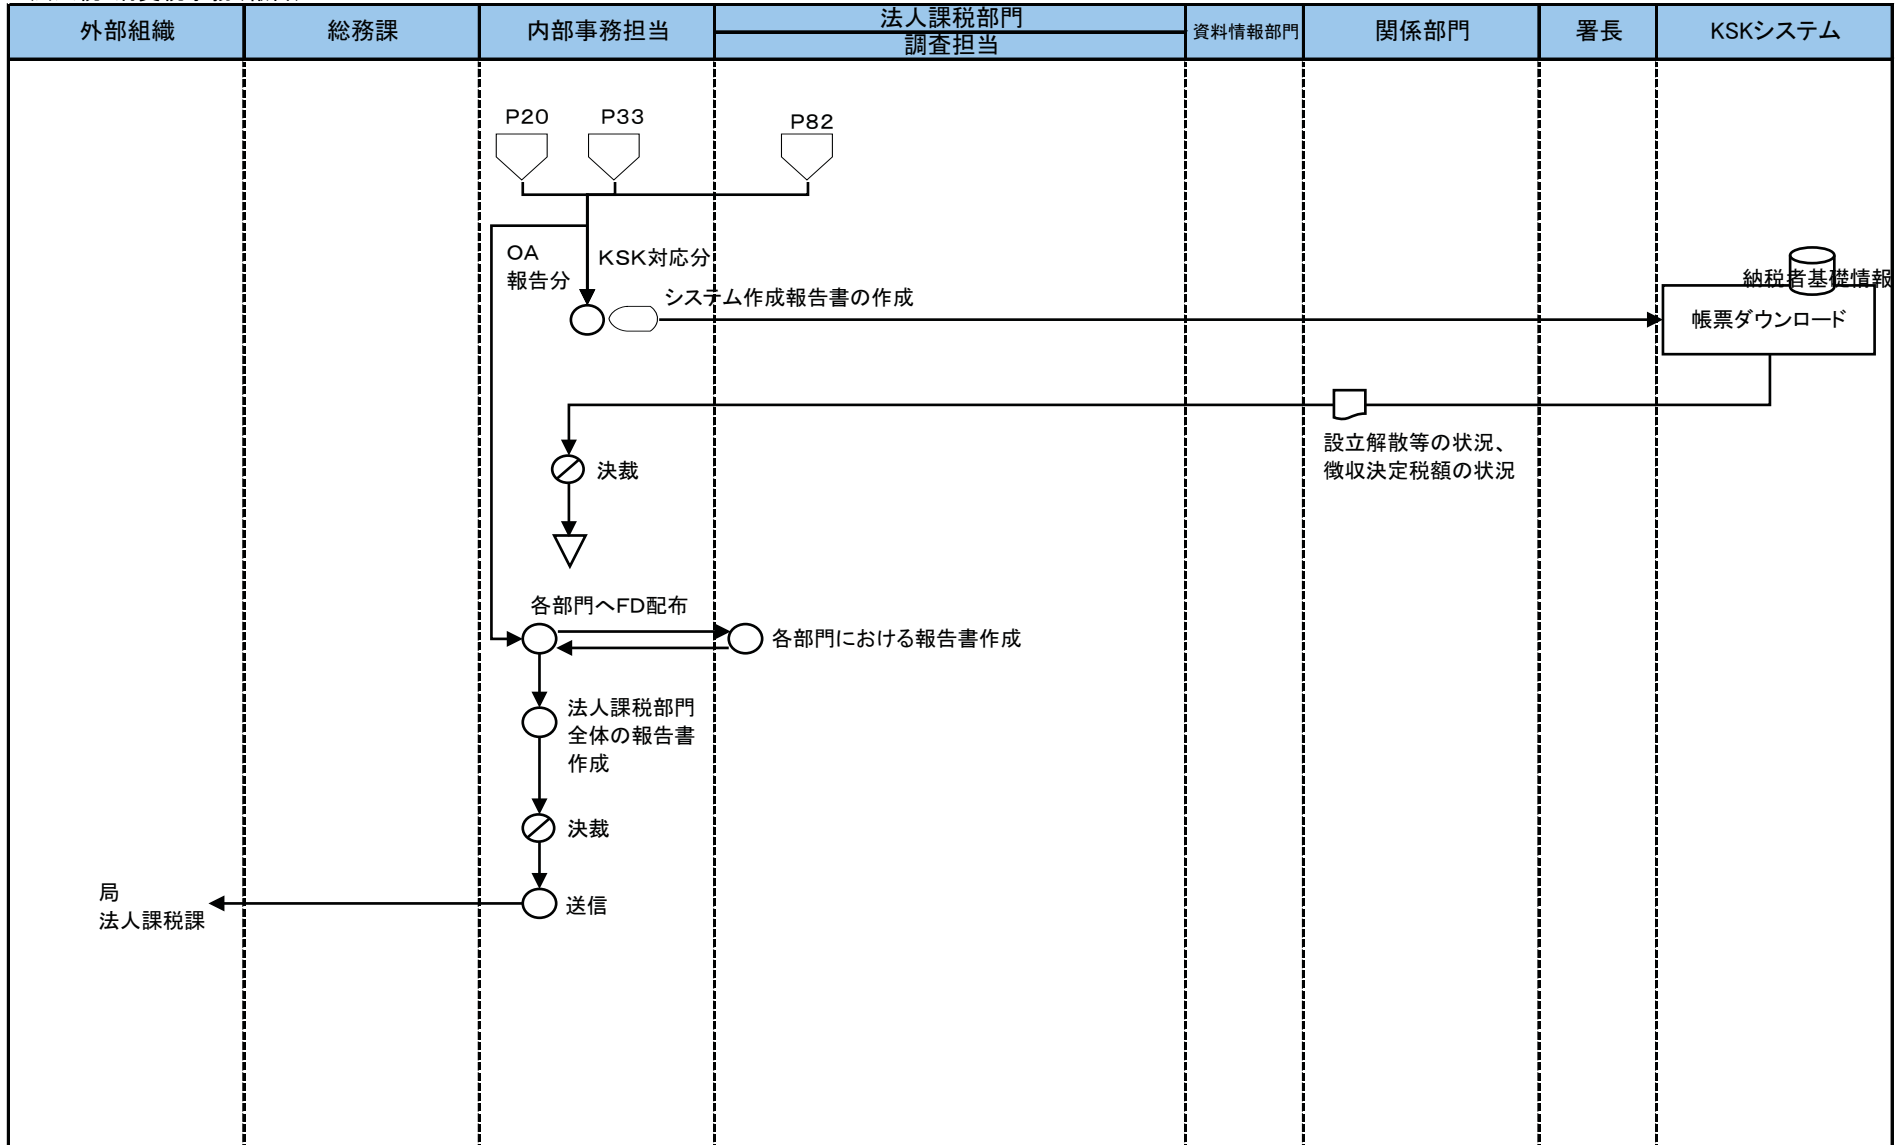 外部組織
総務課
内部事務担当
法人課税部門
調査担当
資料情報部門
関係部門
署長
KSKシステム
P20
P33
P82
OA
報告分
KSK対応分
システム作成報告書の作成
納税者基礎情報
帳票ダウンロード
設立解散等の状況、
徴収決定税額の状況
決裁
各部門へFD配布
各部門における報告書作成
法人課税部門
全体の報告書
作成
決裁
送信
局
法人課税課